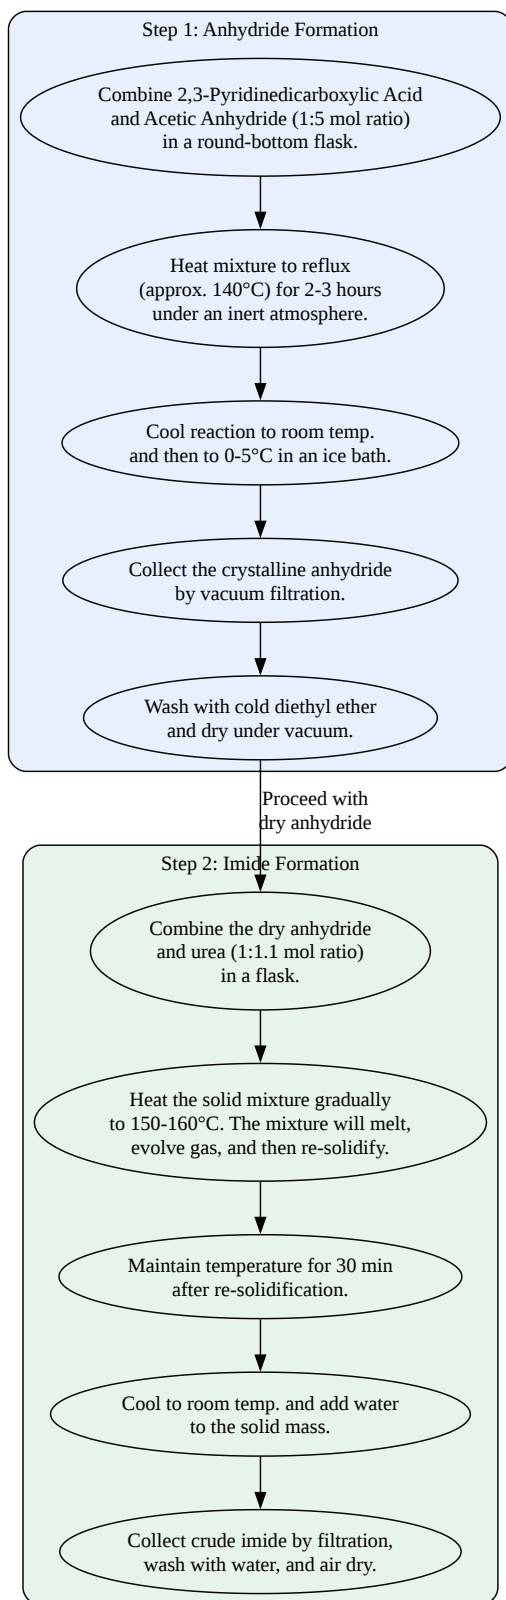 Step 1: Anhydride Formation
Combine 2,3-Pyridinedicarboxylic Acid
and Acetic Anhydride (1:5 mol ratio)
in a round-bottom flask.
Heat mixture to reflux
(approx. 140°C) for 2-3 hours
under an inert atmosphere.
Cool reaction to room temp.
and then to 0-5°C in an ice bath.
Collect the crystalline anhydride
by vacuum filtration.
Wash with cold diethyl ether
and dry under vacuum.
Proceed with
dry anhydride
Step 2: Imide Formation
Combine the dry anhydride
and urea (1:1.1 mol ratio)
in a flask.
Heat the solid mixture gradually
to 150-160°C. The mixture will melt,
evolve gas, and then re-solidify.
Maintain temperature for 30 min
after re-solidification.
Cool to room temp. and add water
to the solid mass.
Collect crude imide by filtration,
wash with water, and air dry.